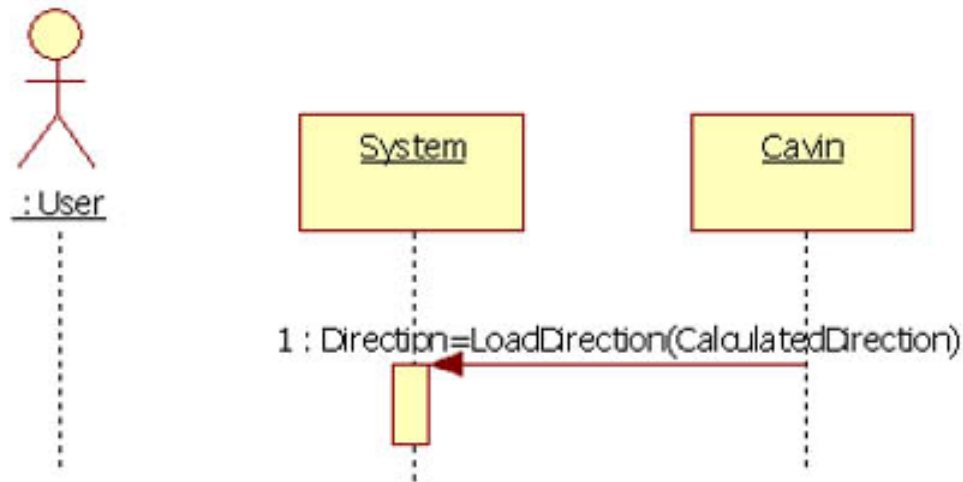 System
Cavin
: User
1 : Direction=LoadDirection(CalculatedDirection)